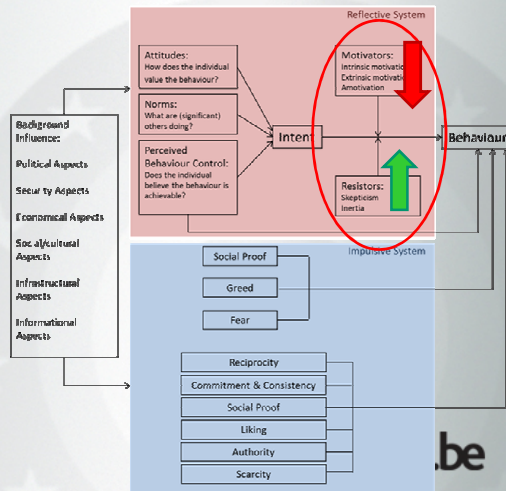 Reflective System
Attitudes:
How does the individual
value the behaviour?
Norms:
What are (significant)
others doing?
Perceived
Behaviour Control:
Does the individual
believe the behaviour is
achievable?
Intent
Motivators:
Intrinsic motivatio
Extrinsic motivatio
Amotivation
Resistors:
Skepticism
Inertia
Behaviour
Background
Influence:
Political Aspects
Security Aspects
Economical Aspects
Social/cultural
Aspects
Infrastructural
Aspects
Informational
Aspects
Impulsive System
Social Proof
Greed
Fear
Reciprocity
Commitment & Consistency
Social Proof
Liking
Authority
Scarcity
.be